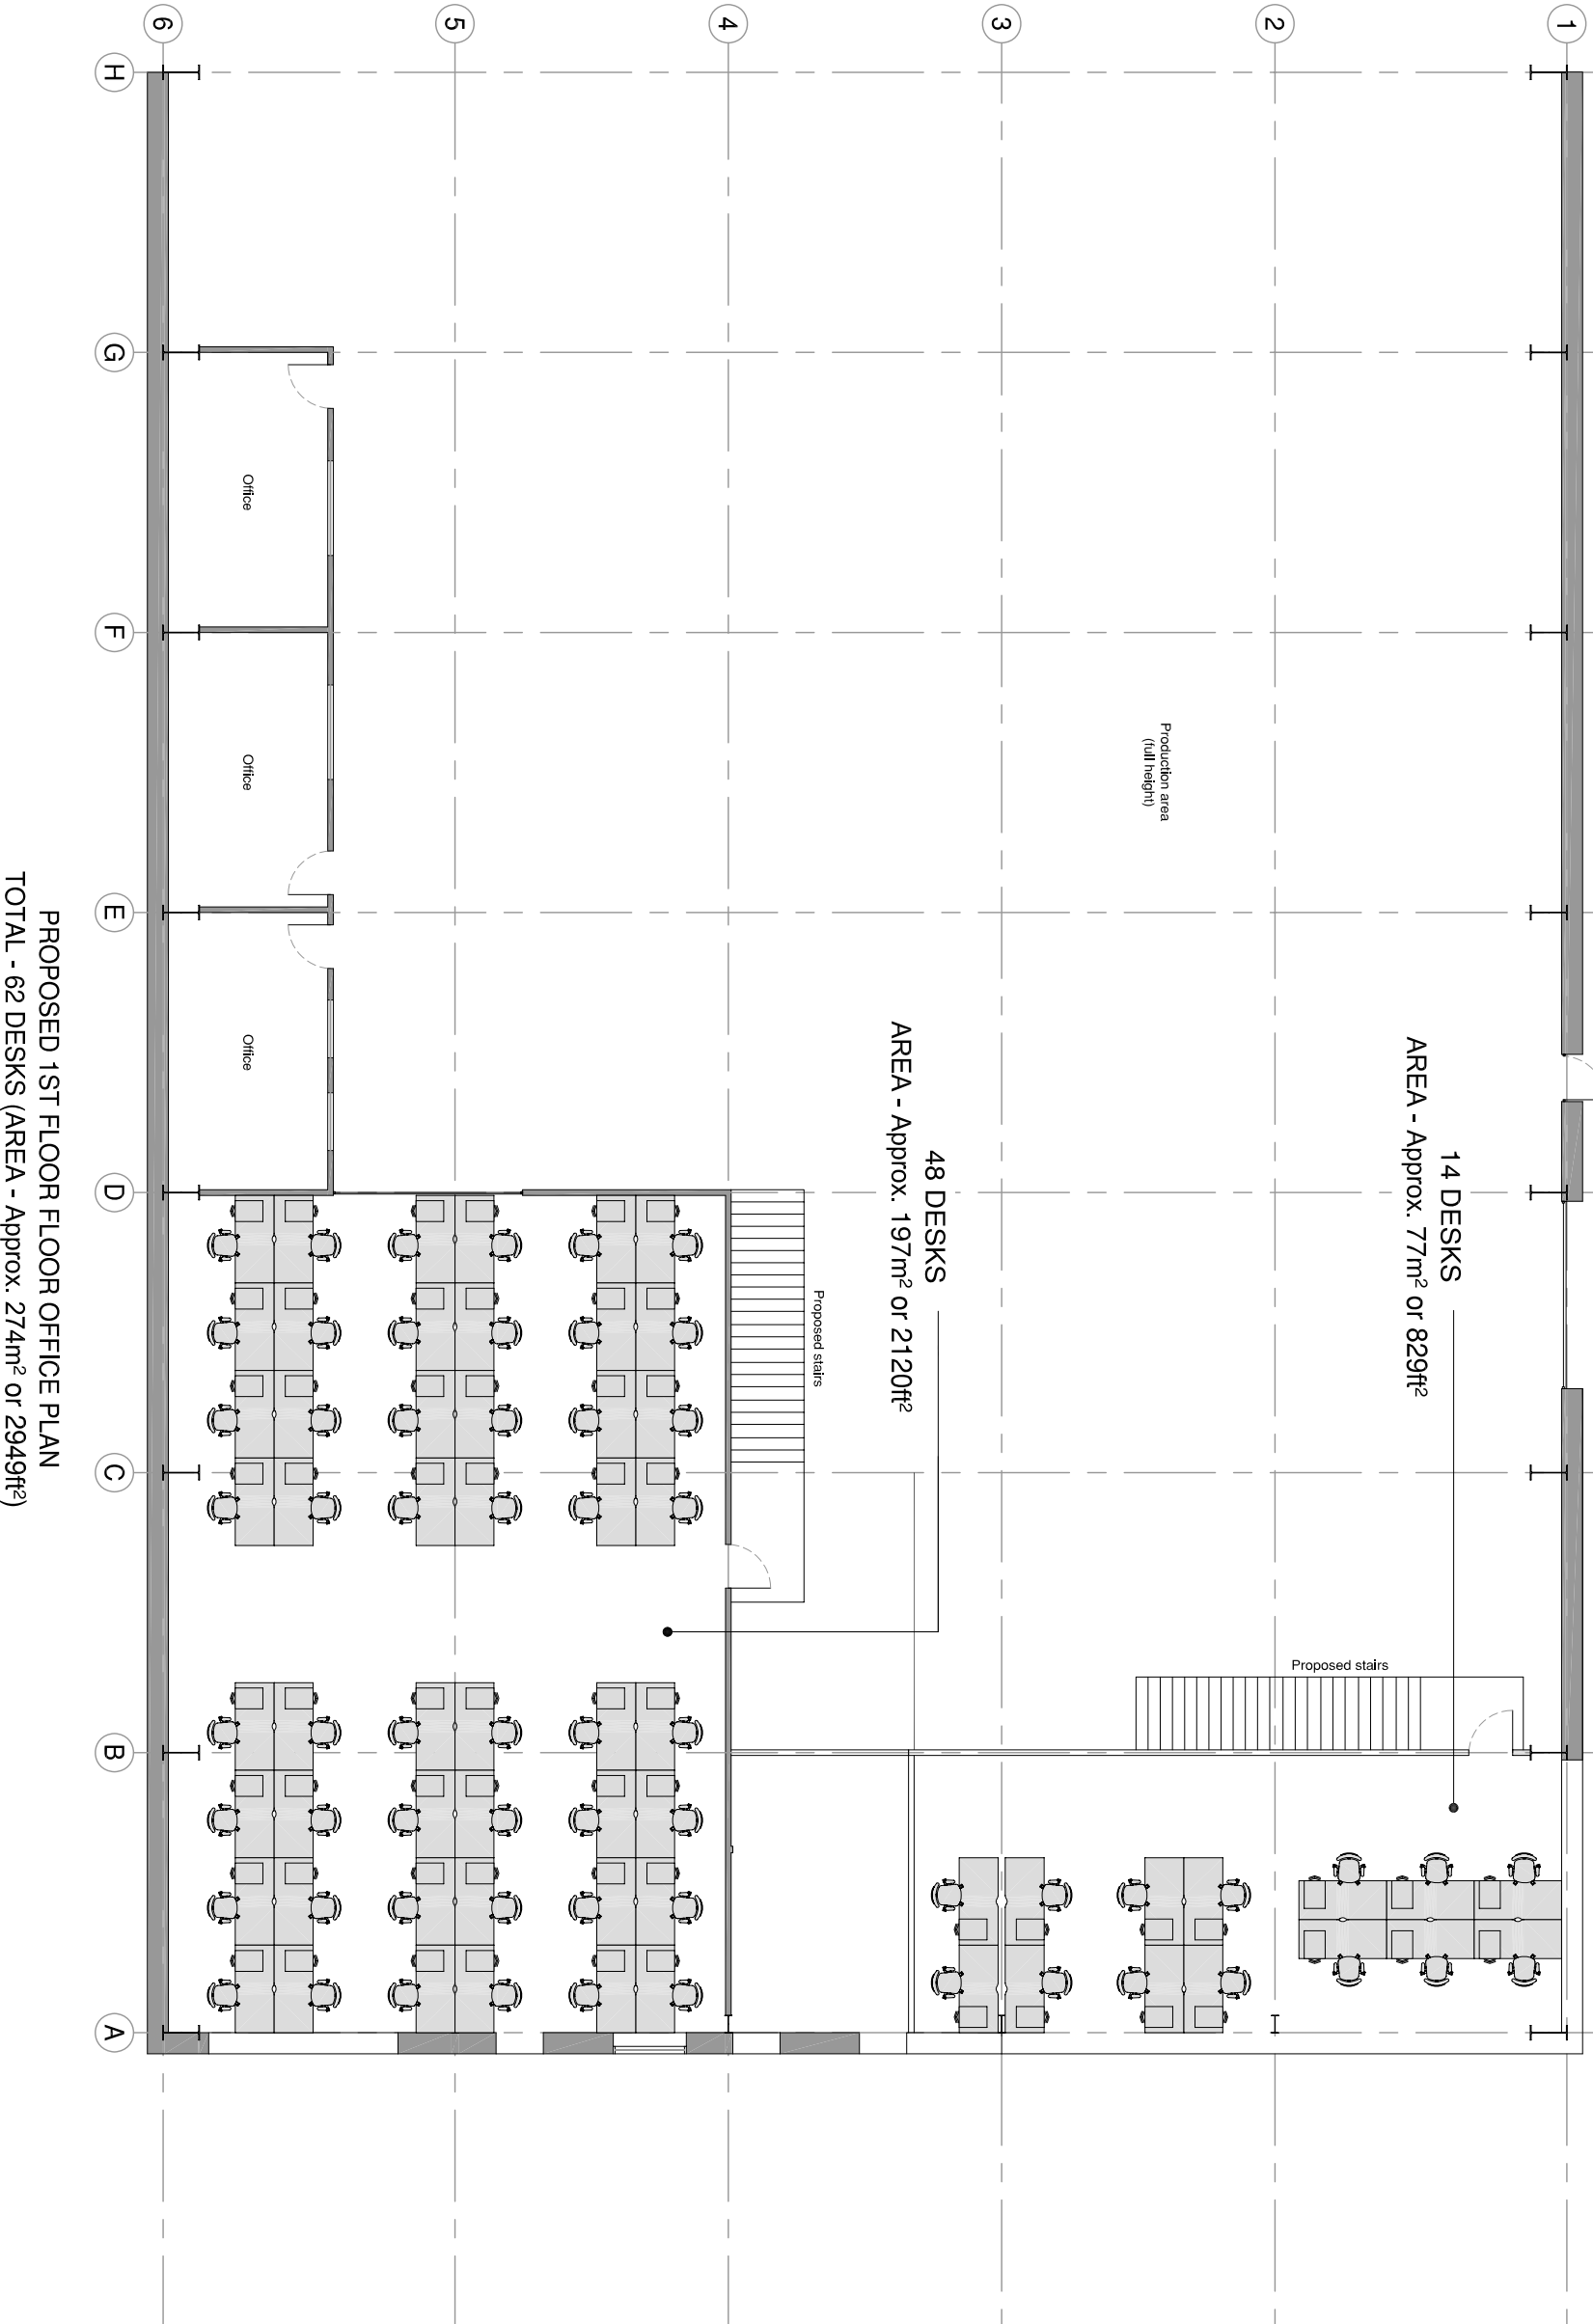 6
5
4
3
2
1
H
G
F
E
D
C
B
A
Office
Office
Office
Production area
(full height)
14 DESKS
AREA - Approx. 77m² or 829ft²
48 DESKS
AREA - Approx. 197m² or 2120ft²
Proposed stairs
Proposed stairs
PROPOSED 1ST FLOOR FLOOR OFFICE PLAN
TOTAL - 62 DESKS (AREA - Approx. 274m² or 2949ft²)